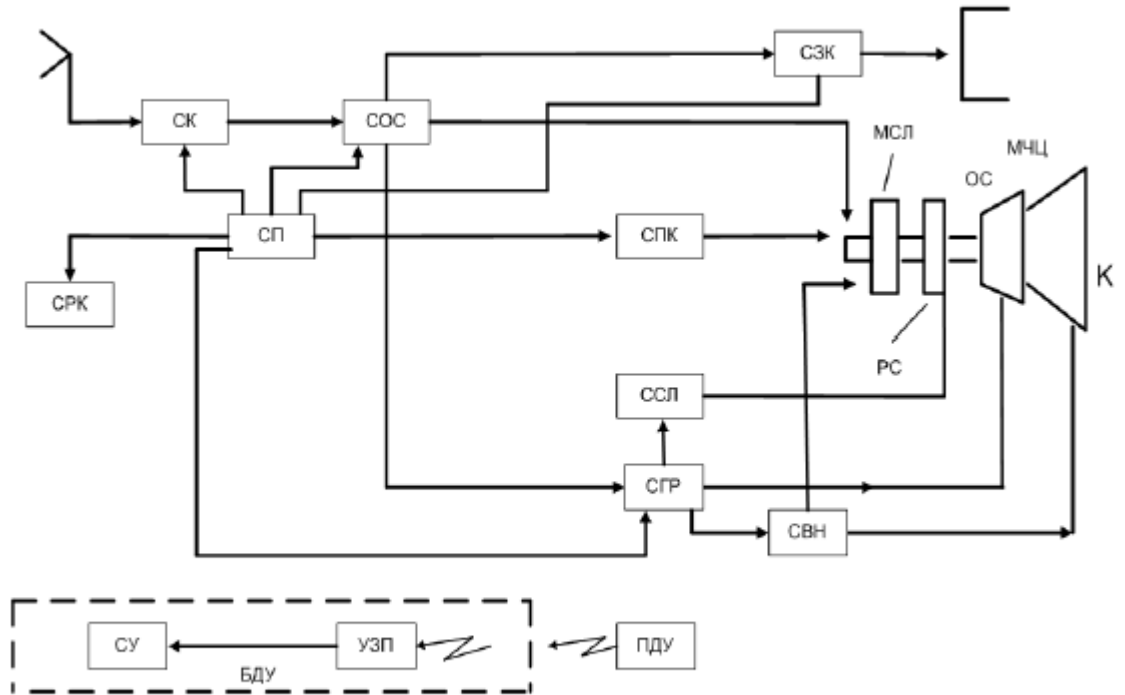 СЗК
СК
СОС
МСЛ
МЧЦ
ОС
СП
СПК
К
СРК
РС
ССЛ
СГР
СВН
СУ
УЗП
ПДУ
БДУ